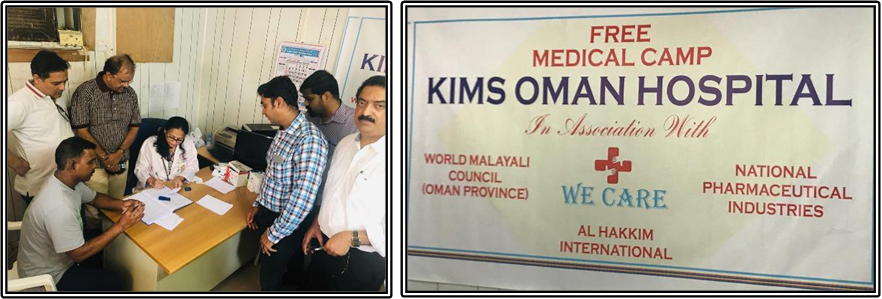 KI
FREE
MEDICAL CAMP
KIMS OMAN HOSPITAL
In Association With
WORLD MALAYALI
COUNCIL
(OMAN PROVINCE)
WE CARE
NATIONAL
PHARMACEUTICAL
INDUSTRIES
AL HAKKIM
INTERNATIONAL